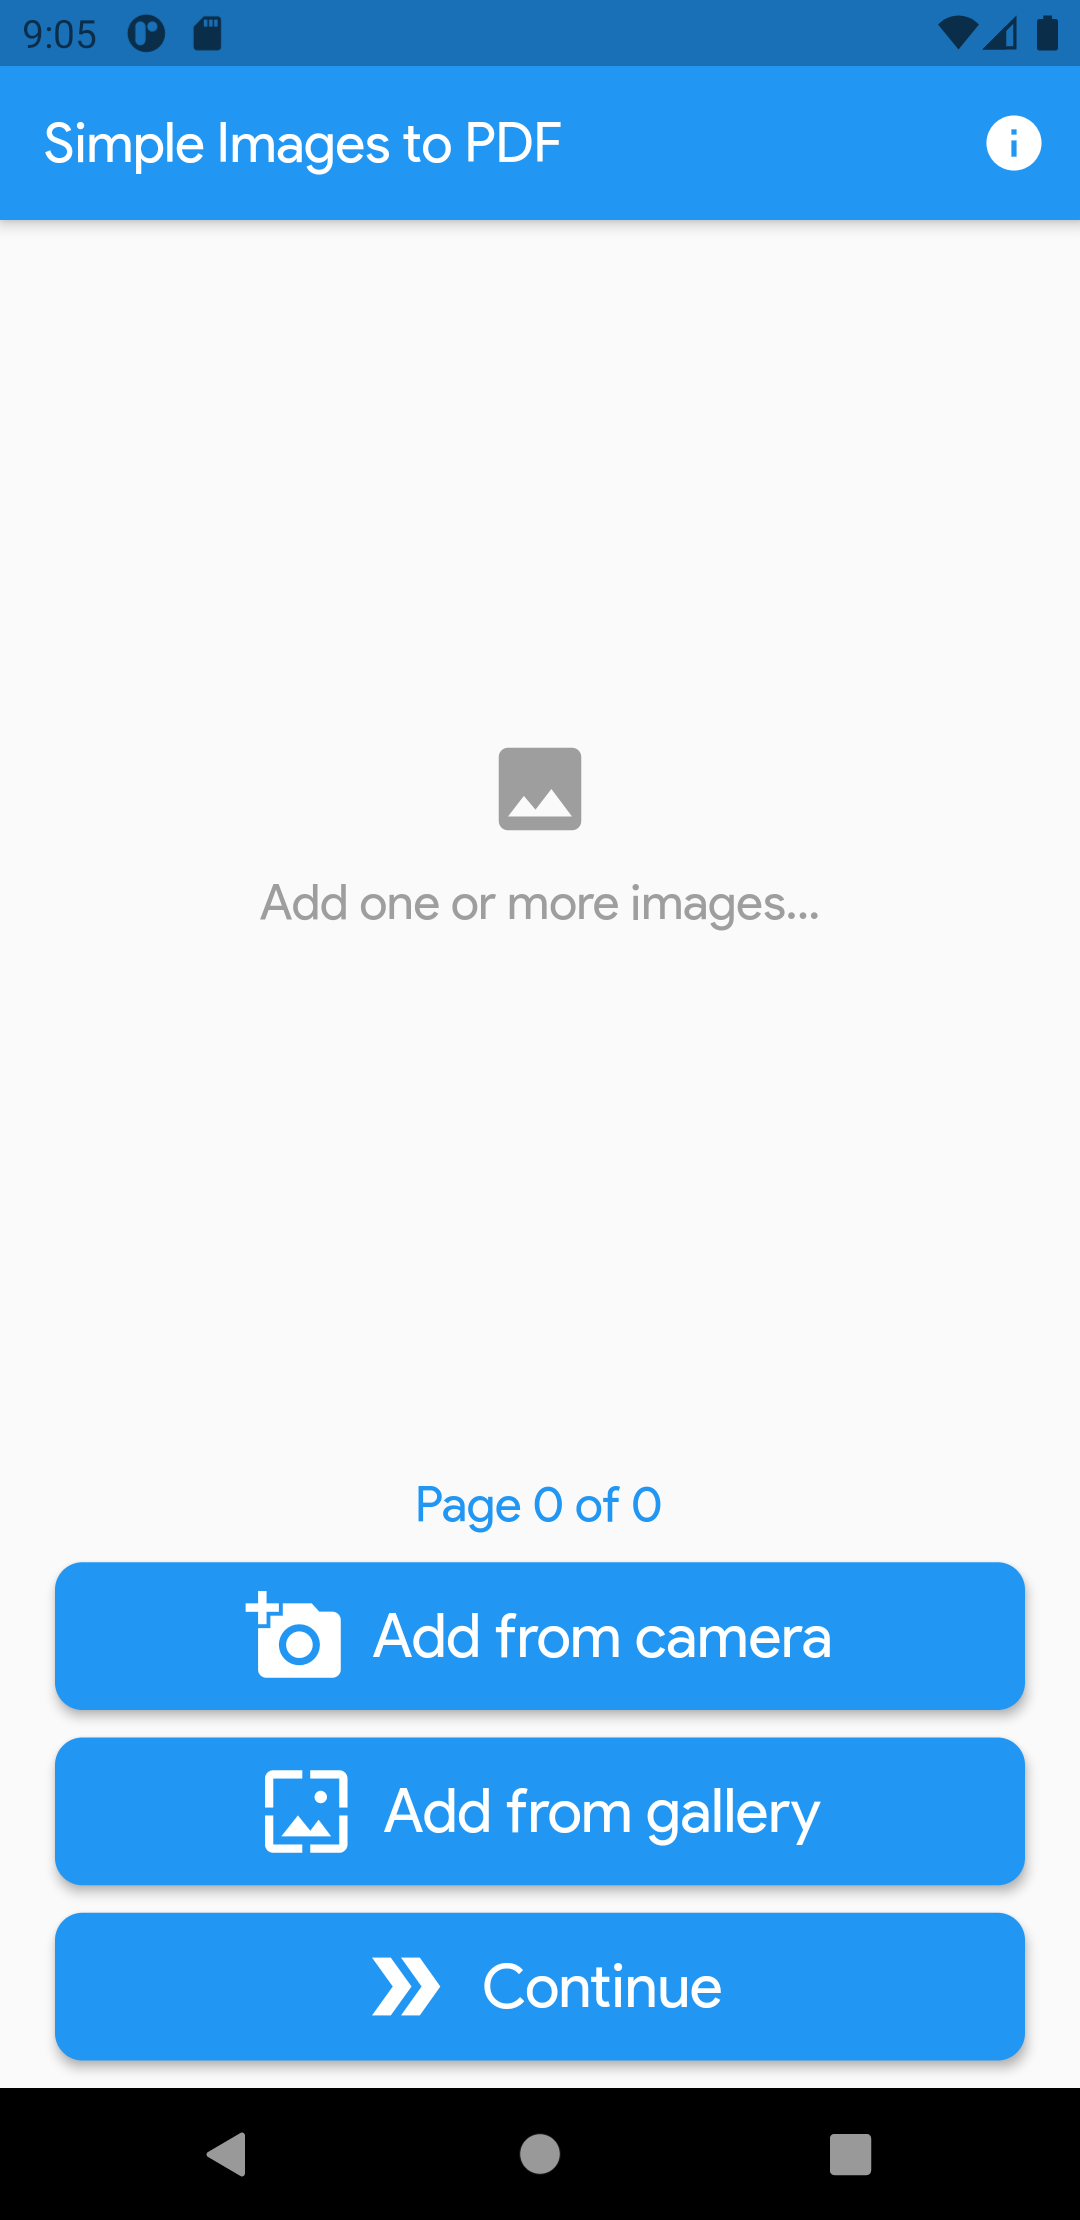 9:05
Simple Images to PDF
Add one or more images...
Page 0 of 0
Add from camera
Add from gallery
Continue